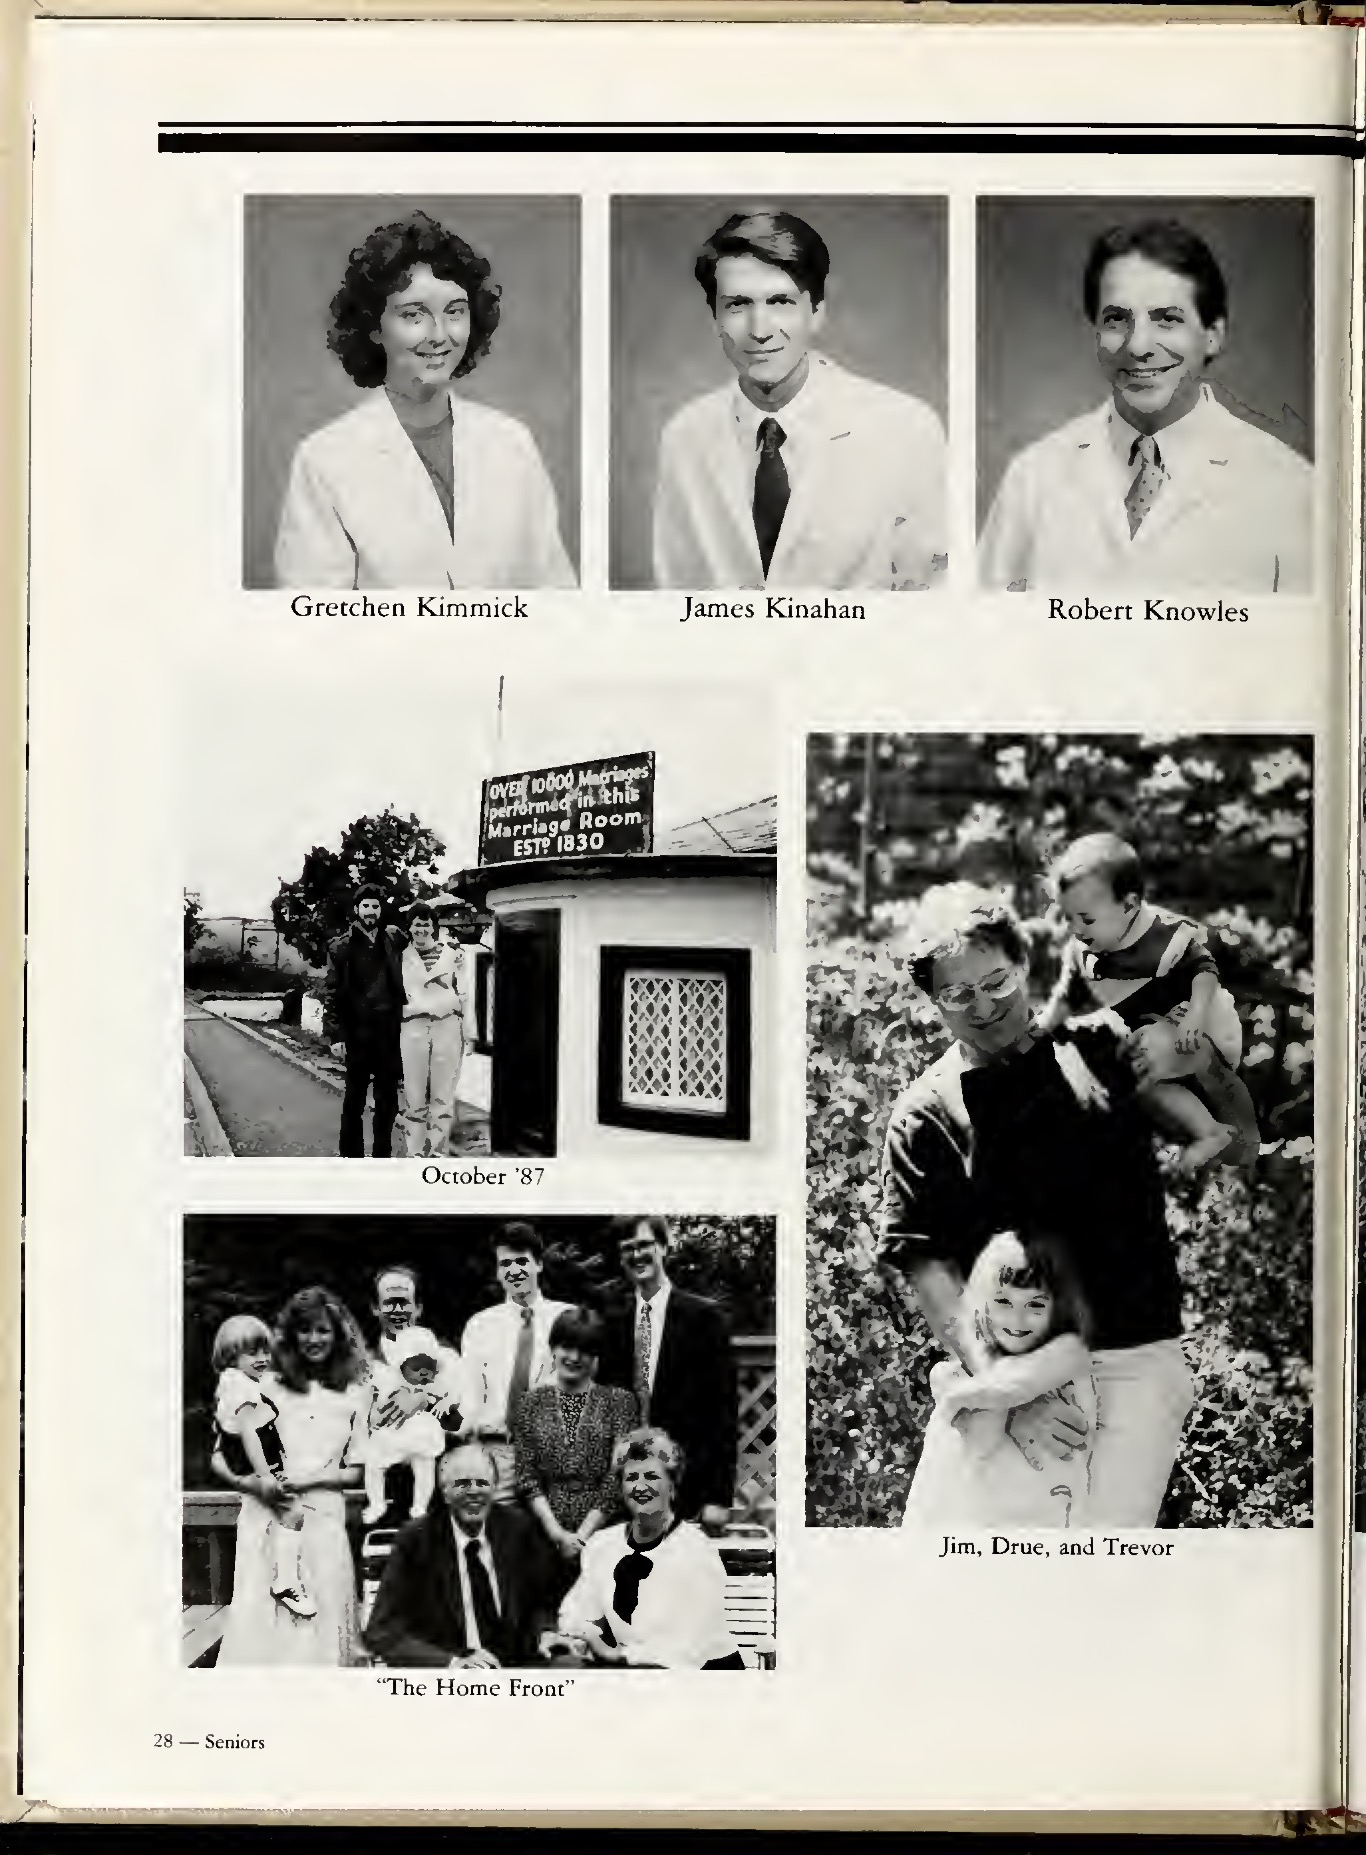 Gretchen Kimmick
James Kinahan
Robert Knowles
OVER 10000 Marriages
performed in this
Marriage Room
ESTD 1830
October '87
Jim, Drue, and Trevor
"The Home Front"
28 — Seniors